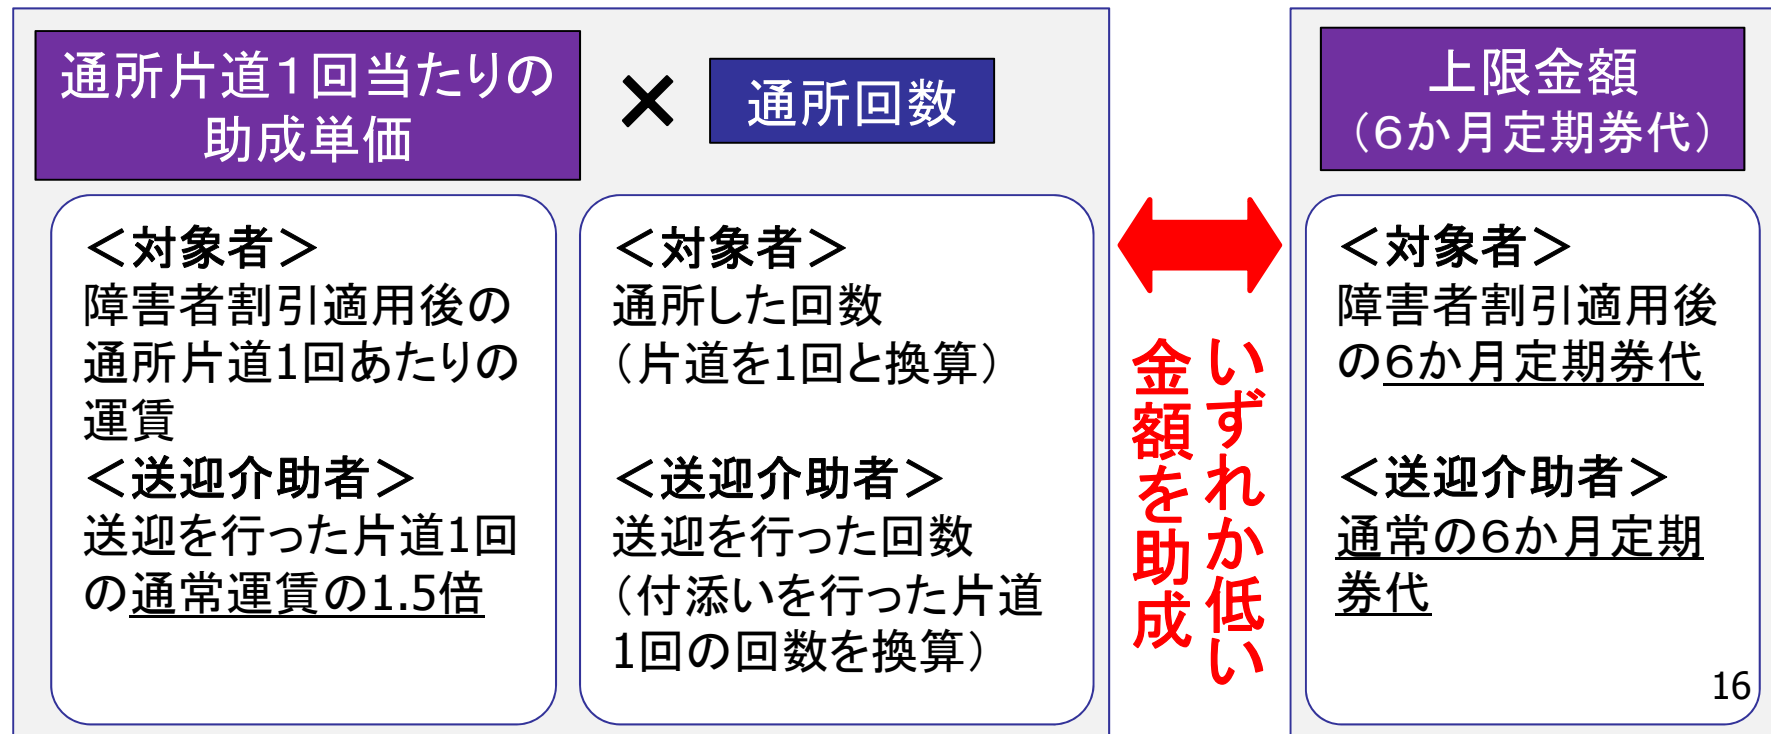 通所片道1回当たりの
助成単価
×
通所回数
＜対象者＞
障害者割引適用後の
通所片道1回あたりの
運賃
＜送迎介助者＞
送迎を行った片道1回
の通常運賃の1.5倍
＜対象者＞
通所した回数
（片道を1回と換算）
＜送迎介助者＞
送迎を行った回数
（付添いを行った片道
1回の回数を換算）
いずれか低い
金額を助成
上限金額
（6か月定期券代）
＜対象者＞
障害者割引適用後
の6か月定期券代
＜送迎介助者＞
通常の6か月定期
券代
16